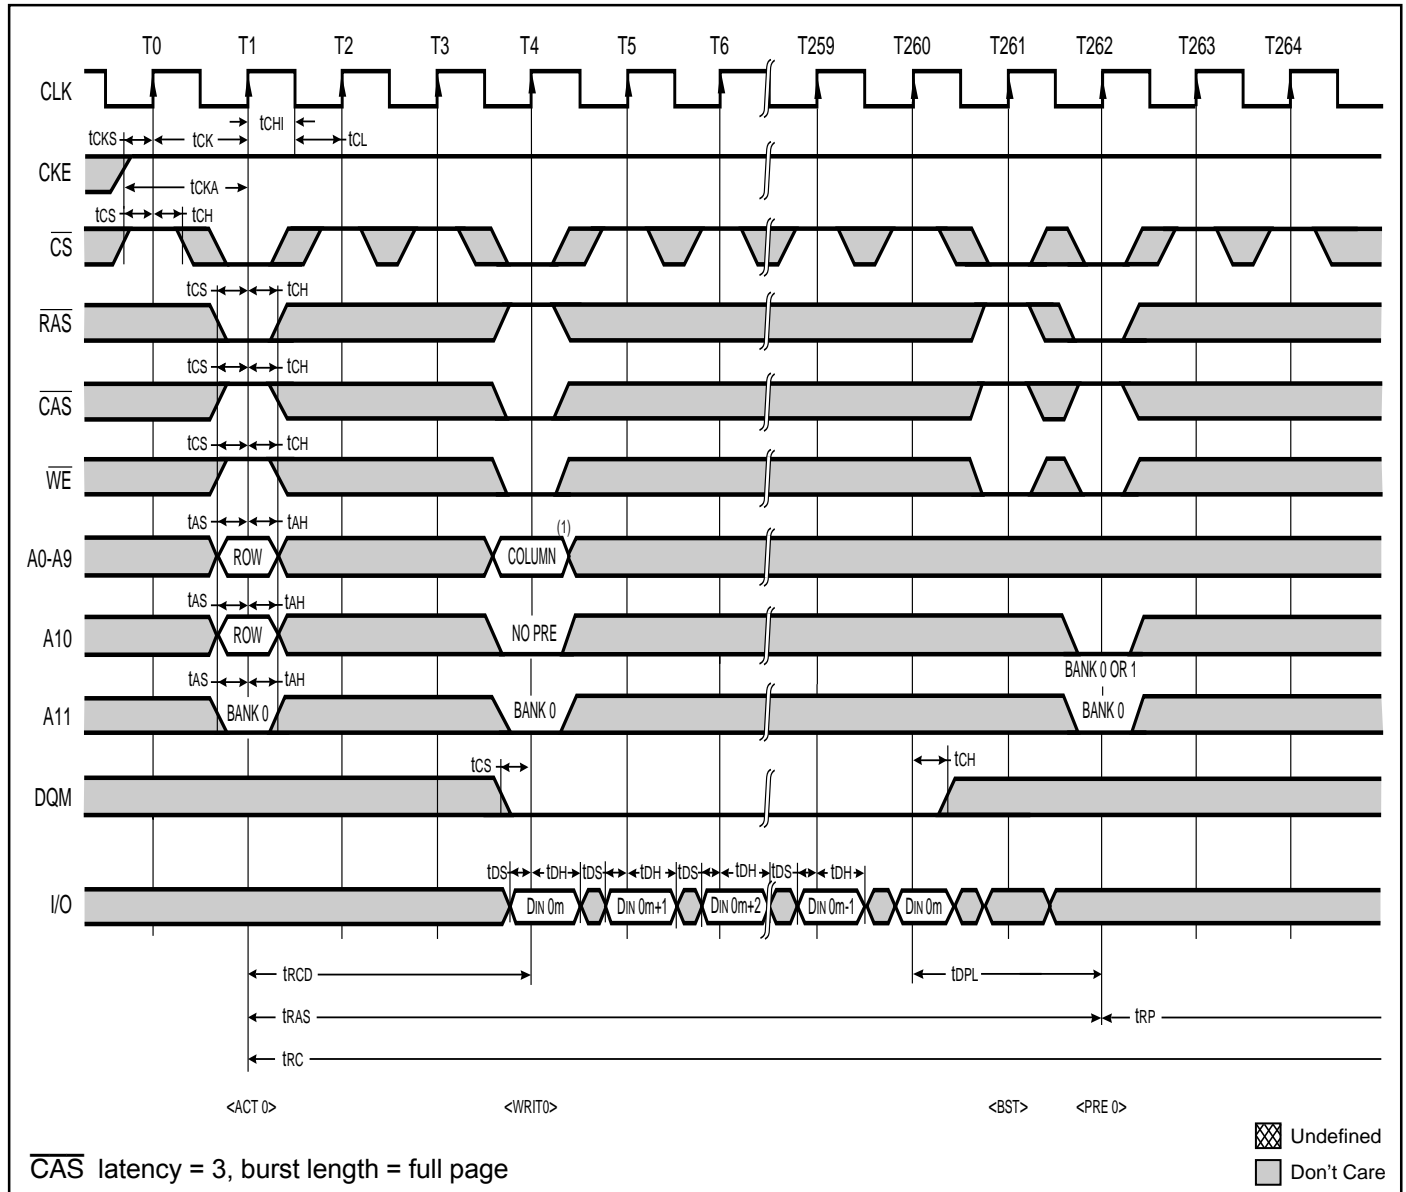 T0 T1 T2 T3 T4 T5 T6 T259 T260 T261 T262 T263 T264
CLK
tCHI
tCKS tCK tCL
CKE
tCKA
tCS tCH
CS
tCS tCH
RAS
tCS tCH
CAS
tCS tCH
WE
tAS tAH (1)
A0-A9 ROW COLUMN
tAS tAH
A10 ROW NO PRE
BANK 0 OR 1
tAS tAH
A11 BANK 0 BANK 0 BANK 0
tCS tCH
DQM
tDS tDH tDS tDH tDS tDH tDS tDH
I/O DIN 0m DIN 0m+1 DIN 0m+2 DIN 0m-1 DIN 0m
tRCD tDPL
tRAS tRP
tRC
<ACT 0> <WRIT0> <BST> <PRE 0>
Undefined
CAS latency = 3, burst length = full page
Don't Care